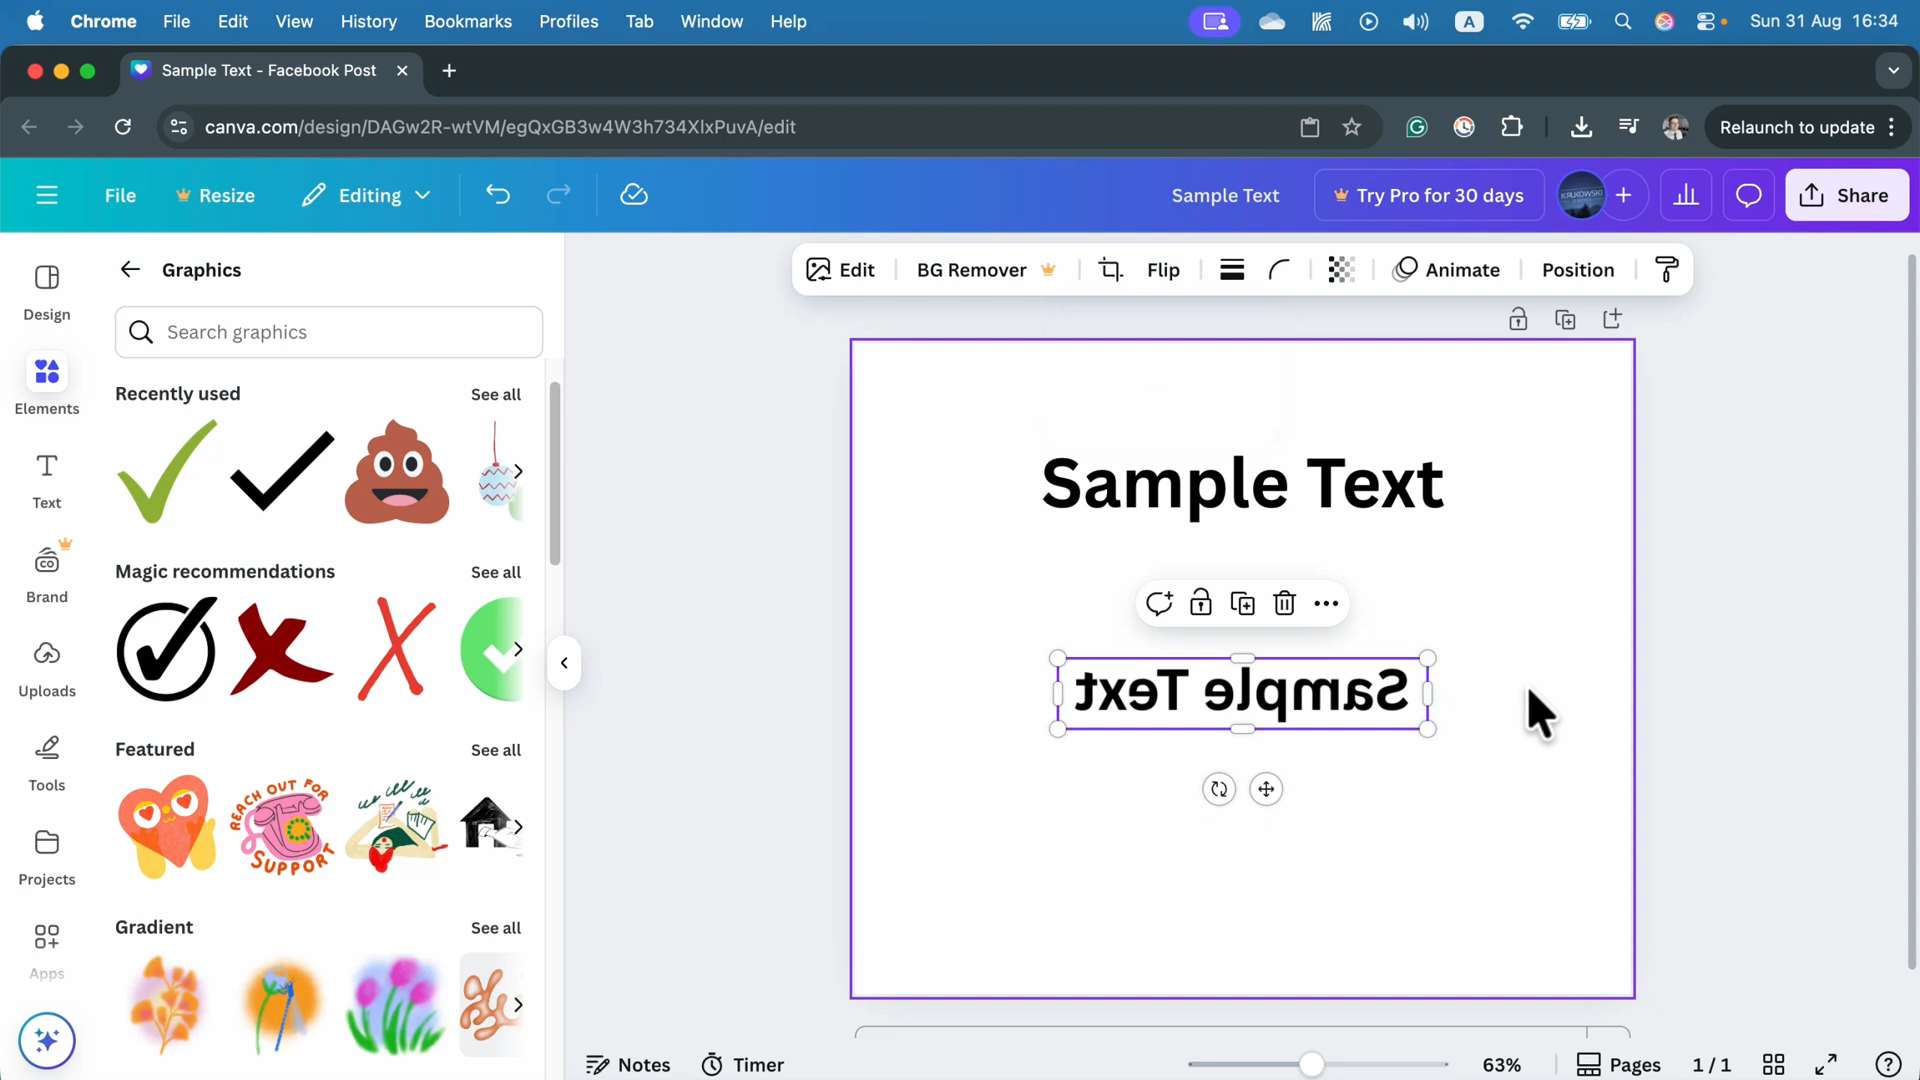 Chrome File Edit View History Bookmarks Profiles Tab Window Help A Sun 31 Aug 16:34
Sample Text - Facebook Post
canva.com/design/DAGw2R-wtVM/egQxGB3w4W3h734XlxPuvA/edit Relaunch to update
File Resize Editing Sample Text Try Pro for 30 days KRUKOWSKI Share
Graphics
Edit BG Remover Flip Animate Position
Design
Search graphics
Recently used See all
Elements
Text
Magic recommendations See all
Brand
CO
Uploads
Featured See all
Tools
REACH OUT FOR
SUPPORT
Projects
Gradient See all
Apps
Sample Text
Sample Text
Notes Timer 63% Pages 1 / 1